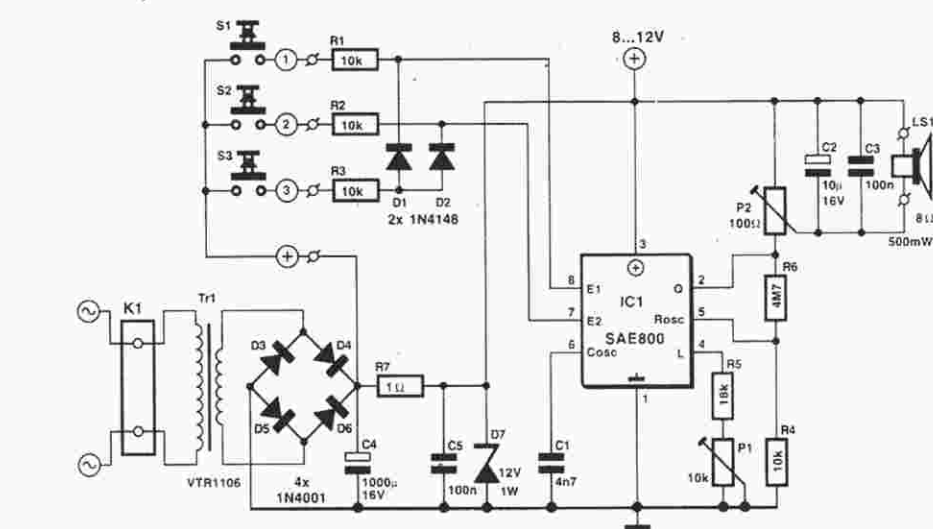 S1
1
R1
10k
S2
2
R2
10k
S3
3
R3
10k
D1
D2
2x 1N4148
+
8...12V
+
LS1
C2
10µ
16V
C3
100n
8Ω
500mW
P2
100Ω
3
+
8
E1
2
Q
IC1
7
E2
5
Rosc
SAE800
6
Cosc
4
L
1
R6
4M7
R5
18k
P1
10k
R4
10k
K1
Tr1
VTR1106
D3
D4
D5
D6
4x
1N4001
R7
1Ω
C4
1000µ
16V
C5
100n
D7
12V
1W
C1
4n7